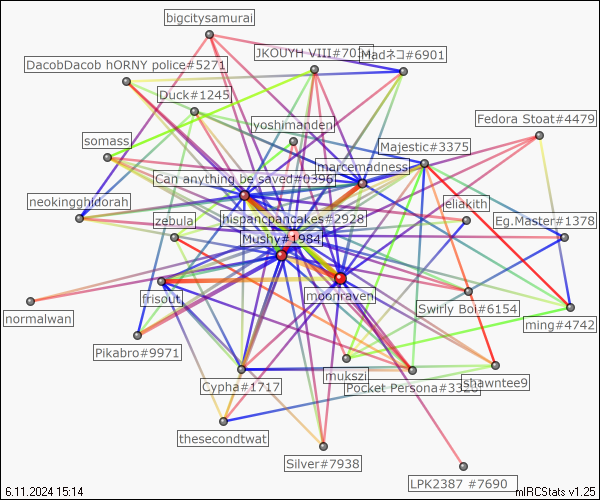 bigcitysamurai
JKOUYH VIII#70
Madネコ#6901
DacobDacob hORNY police#5271
Duck#1245
Fedora Stoat#4479
yoshimanden
somass
Majestic#3375
marcemadness
Can anything be saved#0396
neokingghidorah
eliakith
zebula
hispancpancakes#2928
Eg.Master#1378
Mushy#1984
frisout
moonraven
normalwan
Swirly Boi#6154
ming#4742
Pikabro#9971
mukszi
Cypha#1717
Pocket Persona#3320
shawntee9
thesecondtwat
Silver#7938
LPK2387 #7690
6.11.2024 15:14
mIRCStats v1.25